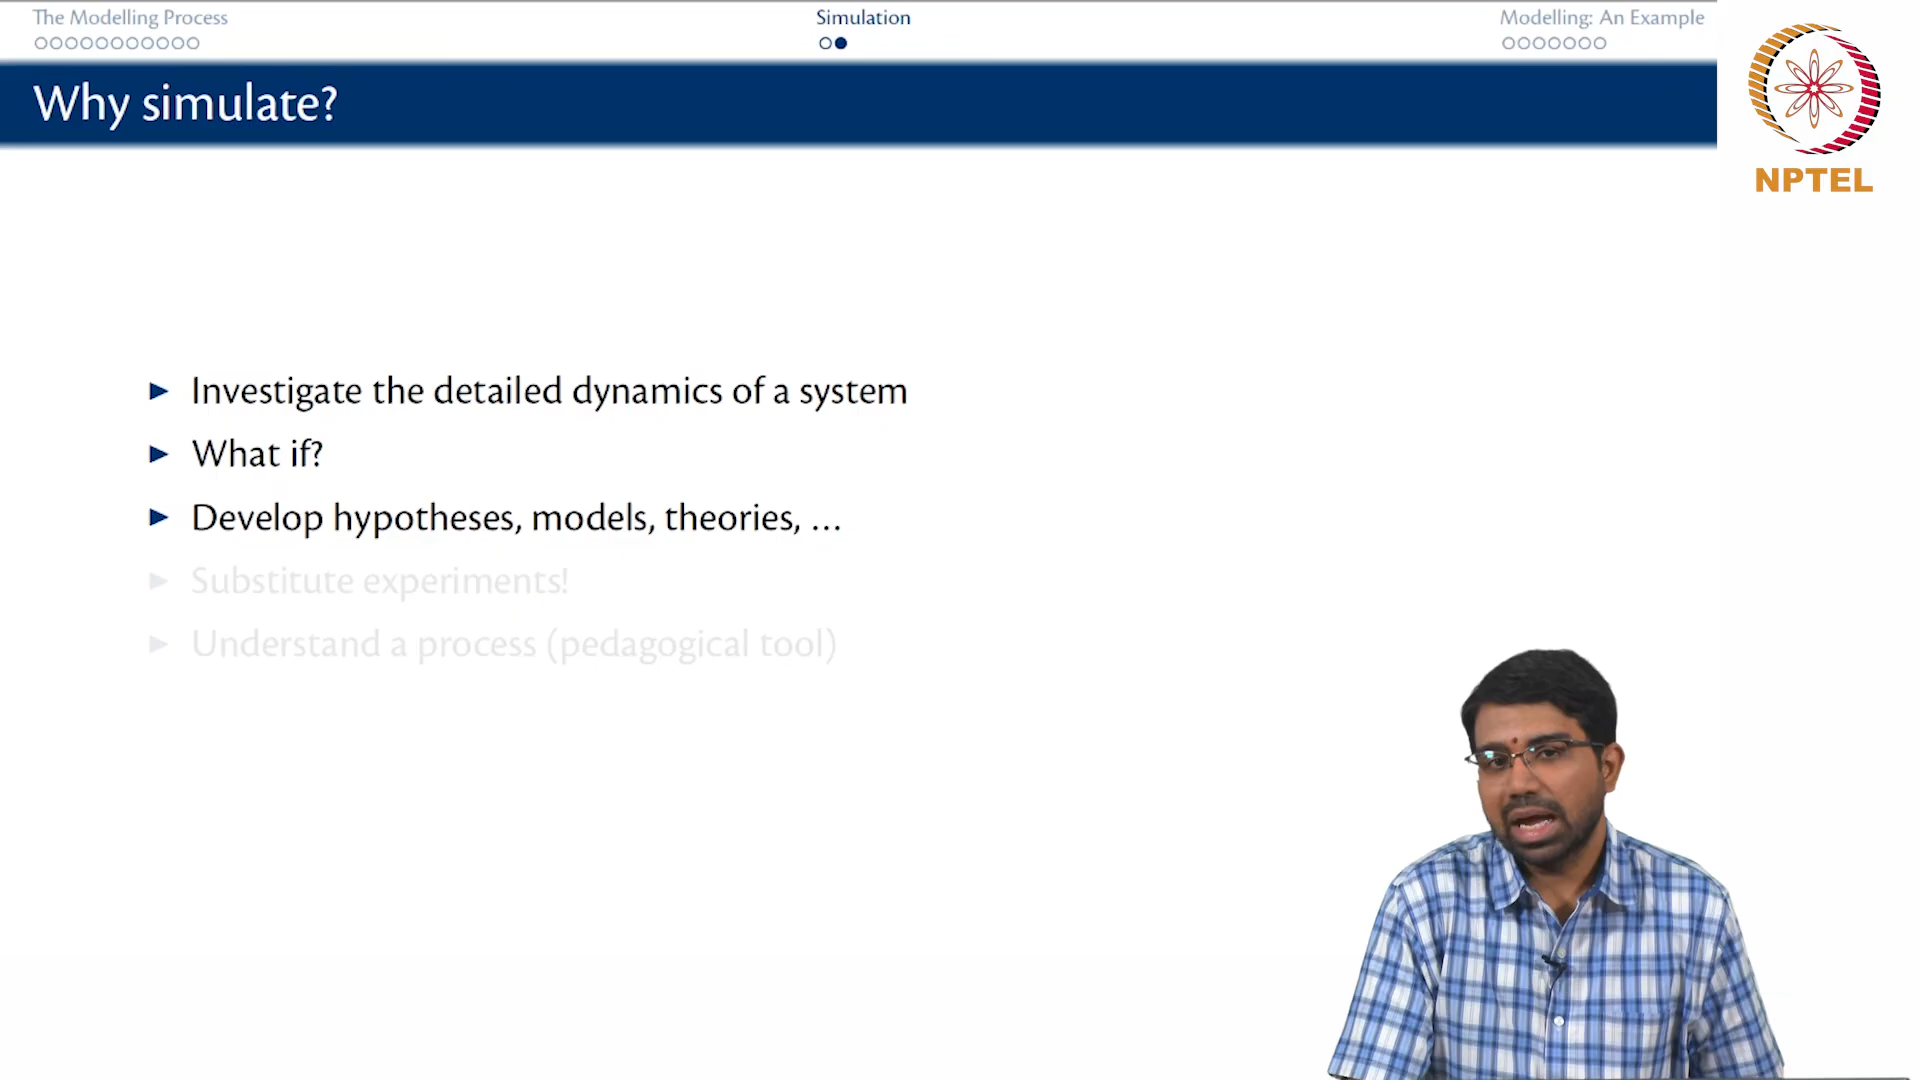 The Modelling Process
Simulation
Modelling: An Example
Why simulate?
NPTEL
Investigate the detailed dynamics of a system
What if?
Develop hypotheses, models, theories, ...
Substitute experiments!
Understand a process (pedagogical tool)